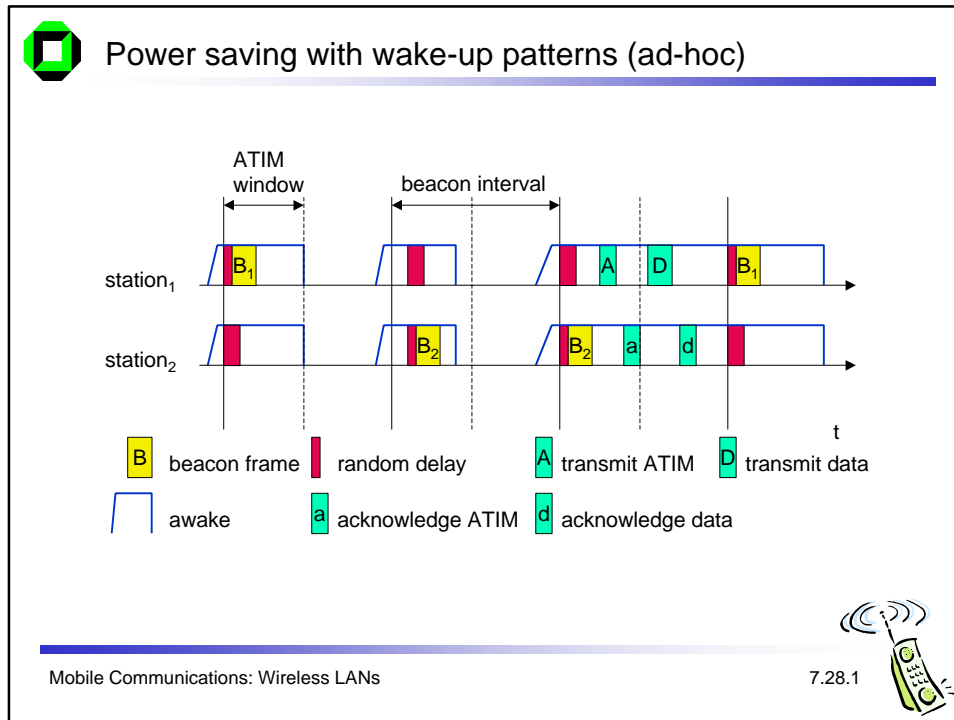 Power saving with wake-up patterns (ad-hoc)
ATIM
window
beacon interval
station1
B1
A
D
B1
station2
B2
B2
a
d
t
B beacon frame
random delay
A transmit ATIM
D transmit data
awake
a acknowledge ATIM
d acknowledge data
Mobile Communications: Wireless LANs
7.28.1